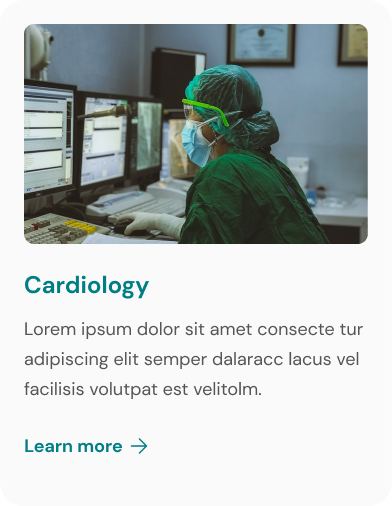 Cardiology
Lorem ipsum dolor sit amet consecte tur
adipiscing elit semper dalaracc lacus vel
facilisis volutpat est velitolm.
Learn more →